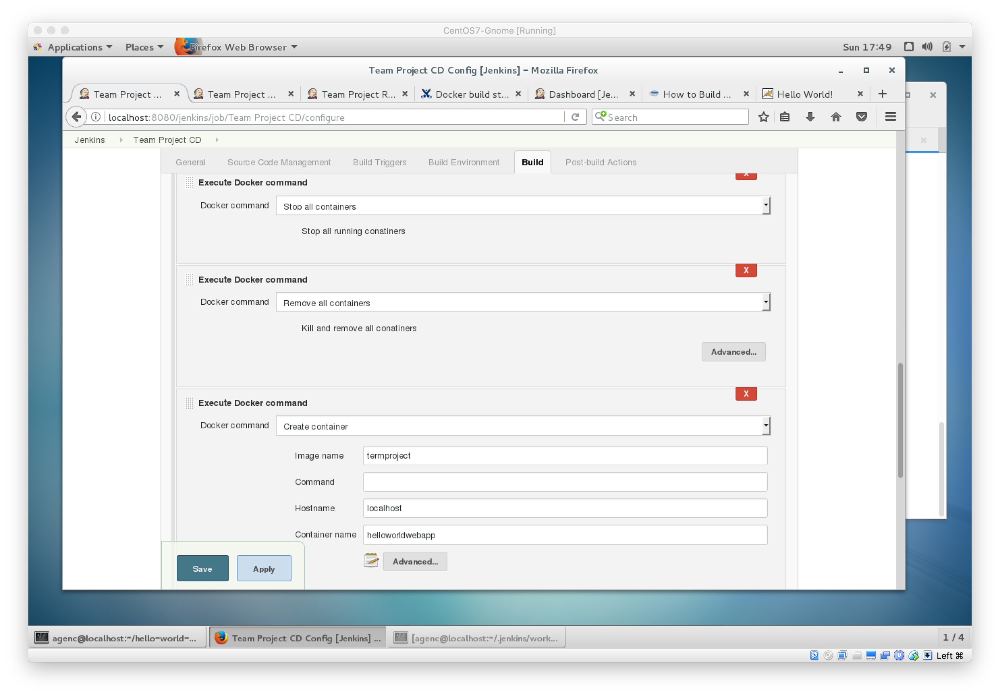 CentOS7-Gnome [Running]
Applications Places Firefox Web Browser Sun 17:49
Team Project CD Config [Jenkins] – Mozilla Firefox
Team Project ... Team Project ... Team Project R... Docker build st... Dashboard [Je... How to Build ... Hello World!
localhost:8080/jenkins/job/Team Project CD/configure Search
Jenkins Team Project CD
General Source Code Management Build Triggers Build Environment Build Post-build Actions
X
Execute Docker command
Docker command Stop all containers
Stop all running conatiners
X
Execute Docker command
Docker command Remove all containers
Kill and remove all conatiners
Advanced...
X
Execute Docker command
Docker command Create container
Image name termproject
Command
Hostname localhost
Container name helloworldwebapp
Advanced...
Save Apply
agenc@localhost:~/hello-world-... Team Project CD Config [Jenkins] ... [agenc@localhost:~/.jenkins/work... 1 / 4
Left ⌘